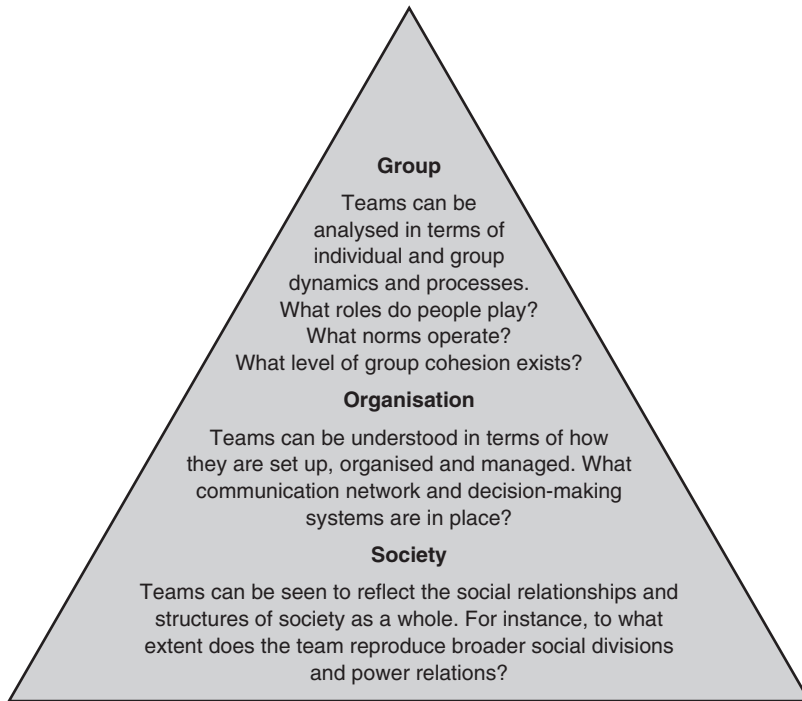 Group
Teams can be
analysed in terms of
individual and group
dynamics and processes.
What roles do people play?
What norms operate?
What level of group cohesion exists?
Organisation
Teams can be understood in terms of how
they are set up, organised and managed. What
communication network and decision-making
systems are in place?
Society
Teams can be seen to reflect the social relationships and
structures of society as a whole. For instance, to what
extent does the team reproduce broader social divisions
and power relations?